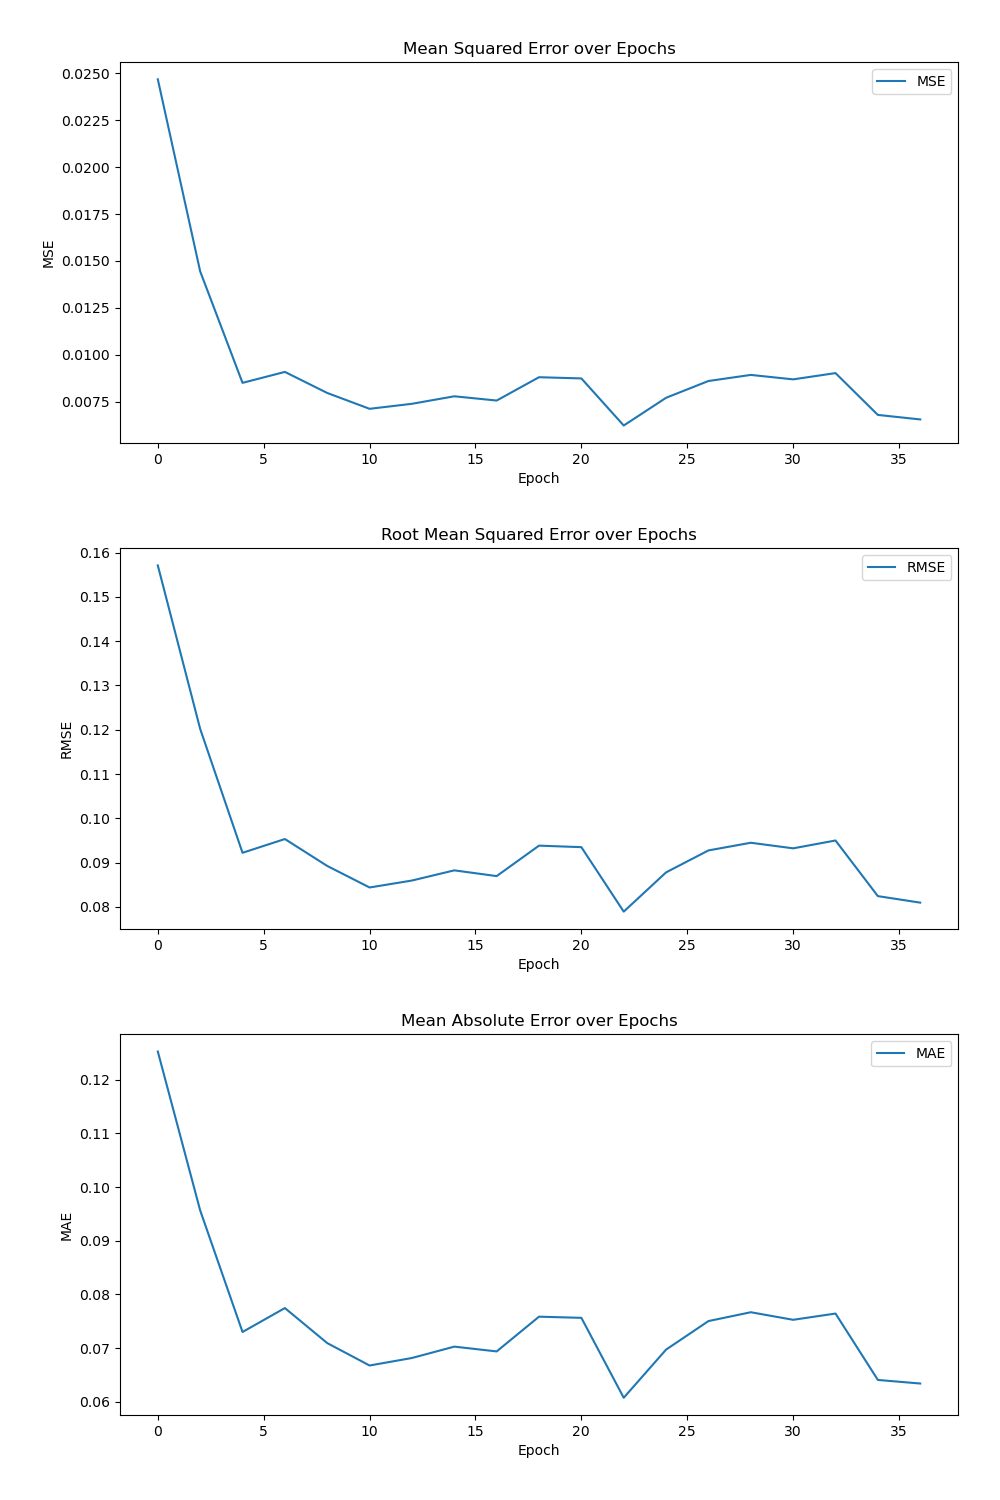 Mean Squared Error over Epochs
MSE
0.0250
0.0225
0.0200
0.0175
0.0150
0.0125
0.0100
0.0075
MSE
0 5 10 15 20 25 30 35
Epoch
Root Mean Squared Error over Epochs
RMSE
0.16
0.15
0.14
0.13
0.12
0.11
0.10
0.09
0.08
RMSE
0 5 10 15 20 25 30 35
Epoch
Mean Absolute Error over Epochs
MAE
0.12
0.11
0.10
0.09
0.08
0.07
0.06
MAE
0 5 10 15 20 25 30 35
Epoch